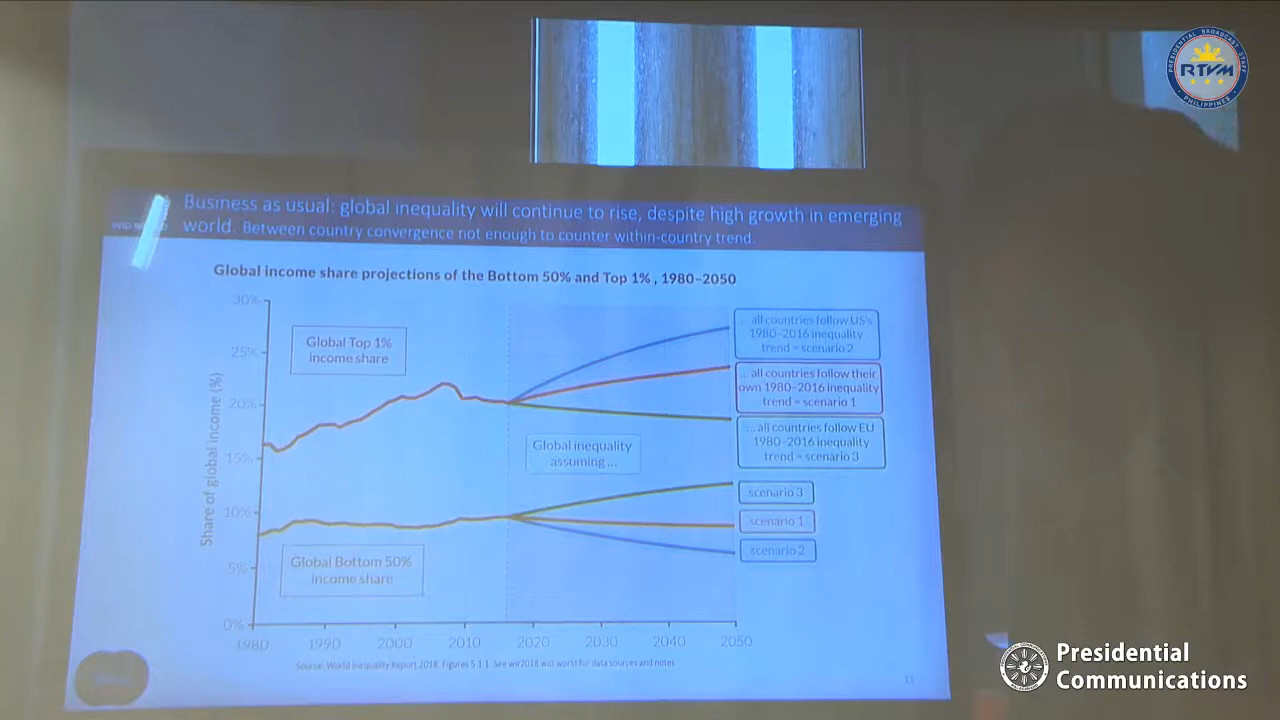 PRESIDENTIAL BROADCAST STAFF
RTVM
PHILIPPINES
Business as usual: global inequality will continue to rise, despite high growth in emerging
world. Between country convergence not enough to counter within-country trend.
Global income share projections of the Bottom 50% and Top 1% , 1980–2050
30%
25%
20%
15%
10%
5%
0%
Share of global income (%)
Global Top 1%
income share
... all countries follow US's
1980–2016 inequality
trend = scenario 2
... all countries follow their
own 1980–2016 inequality
trend = scenario 1
... all countries follow EU
1980–2016 inequality
trend = scenario 3
Global inequality
assuming ...
scenario 3
scenario 1
scenario 2
Global Bottom 50%
income share
1980 1990 2000 2010 2020 2030 2040 2050
Source: World Inequality Report 2018, Figures 5.1.1. See wir2018.wid.world for data sources and notes
11
Presidential
Communications